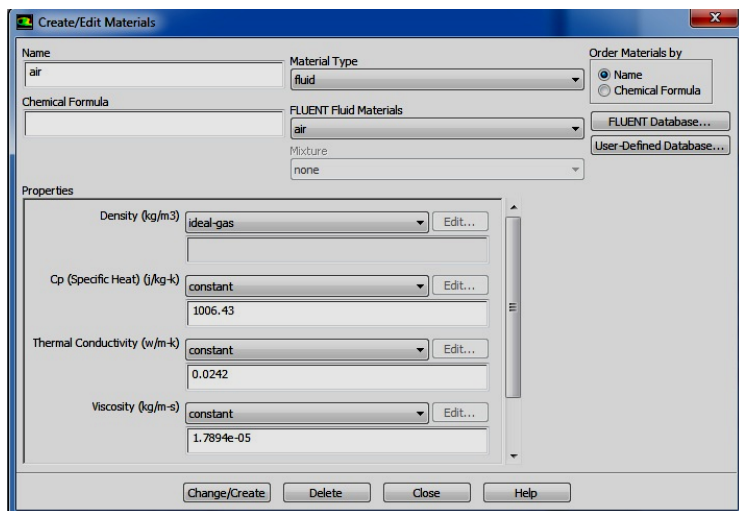 Create/Edit Materials
Name
air
Material Type
fluid
Order Materials by
Name
Chemical Formula
Chemical Formula
FLUENT Fluid Materials
air
FLUENT Database...
User-Defined Database...
Mixture
none
Properties
Density (kg/m3) ideal-gas Edit...
Cp (Specific Heat) (j/kg-k) constant Edit...
1006.43
Thermal Conductivity (w/m-k) constant Edit...
0.0242
Viscosity (kg/m-s) constant Edit...
1.7894e-05
Change/Create Delete Close Help